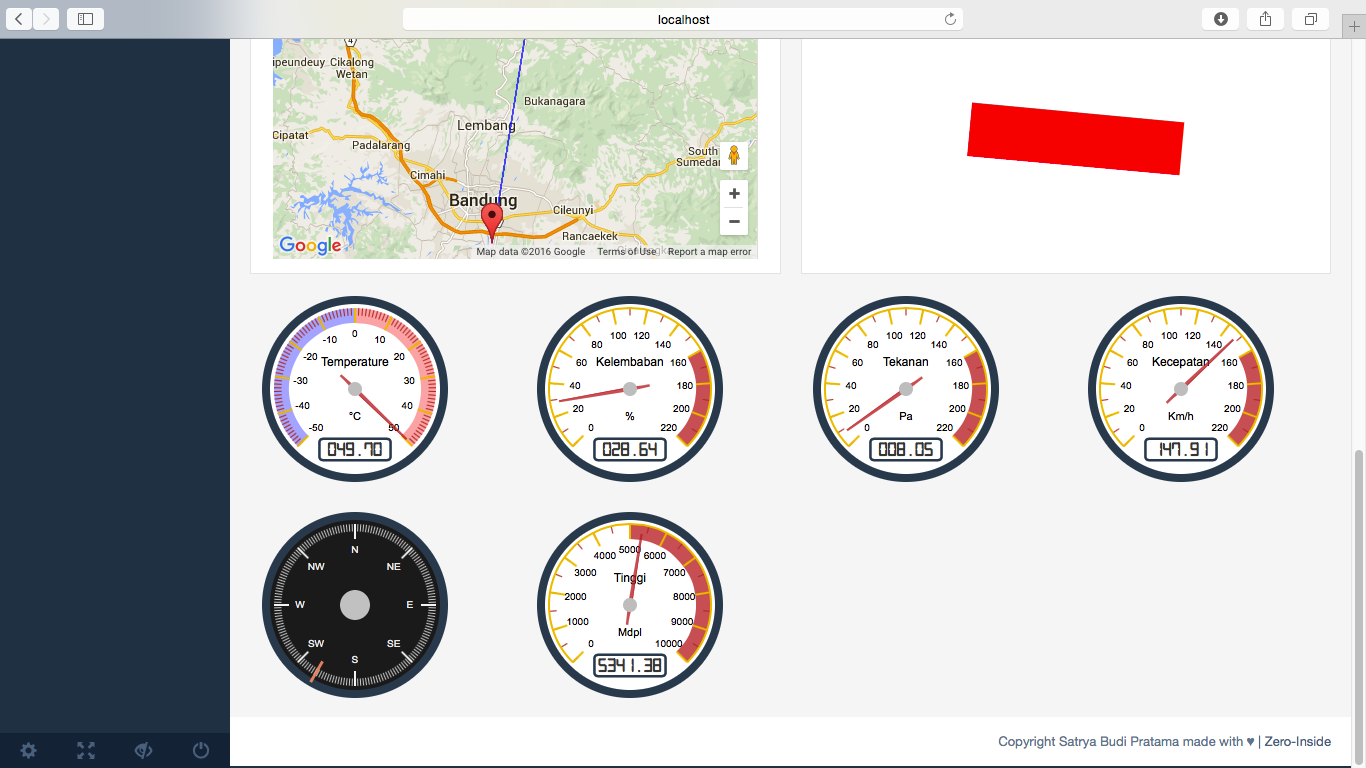 localhost
4
ipeundeuy Cikalong
Wetan
Bukanagara
Lembang
Cipatat
Padalarang
South
Sumeda
Cimahi
Bandung
Cileunyi
Rancaekek
Google
Map data ©2016 Google Terms of Use Report a map error
-50 -40 -30 -20 -10 0 10 20 30 40 50
Temperature
°C
049.70
0 20 40 60 80 100 120 140 160 180 200 220
Kelembaban
%
028.64
0 20 40 60 80 100 120 140 160 180 200 220
Tekanan
Pa
008.05
0 20 40 60 80 100 120 140 160 180 200 220
Kecepatan
Km/h
147.91
N
NW NE
W E
SW SE
S
0 1000 2000 3000 4000 5000 6000 7000 8000 9000 10000
Tinggi
Mdpl
5341.38
Copyright Satrya Budi Pratama made with ♥ | Zero-Inside